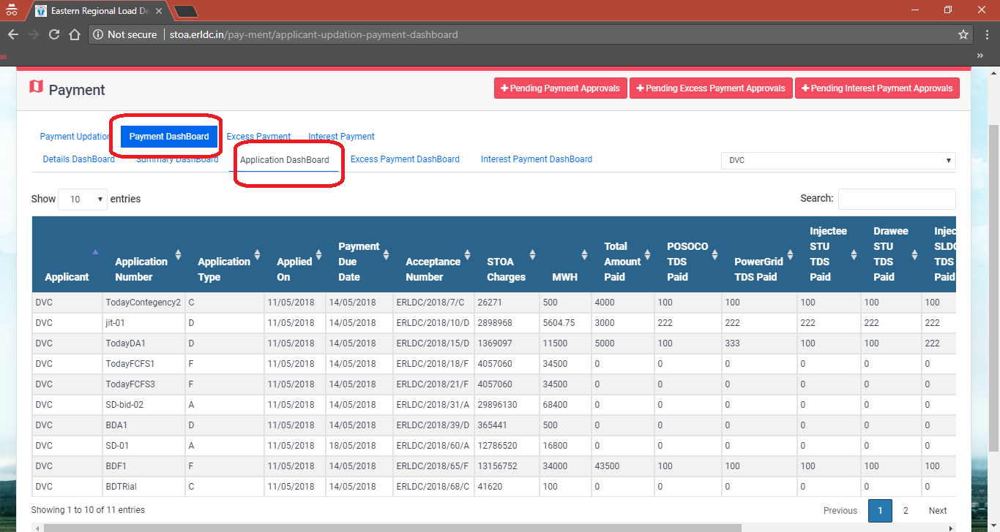 Eastern Regional Load De
Not secure stoa.erldc.in/pay-ment/applicant-updation-payment-dashboard
»
Payment
+ Pending Payment Approvals + Pending Excess Payment Approvals + Pending Interest Payment Approvals
Payment Updation Payment DashBoard Excess Payment Interest Payment
Details DashBoard Summary DashBoard Application DashBoard Excess Payment DashBoard Interest Payment DashBoard DVC
Show 10 entries Search:
Applicant Application Number Application Type Applied On Payment Due Date Acceptance Number STOA Charges MWH Total Amount Paid POSOCO TDS Paid PowerGrid TDS Paid Injectee STU TDS Paid Drawee STU TDS Paid Injec SLDC TDS Paid
DVC TodayContegency2 C 11/05/2018 14/05/2018 ERLDC/2018/7/C 26271 500 4000 100 100 100 100 100
DVC jit-01 D 11/05/2018 14/05/2018 ERLDC/2018/10/D 2898968 5604.75 3000 222 222 222 222 222
DVC TodayDA1 D 11/05/2018 14/05/2018 ERLDC/2018/15/D 1369097 11500 5000 100 333 100 100 222
DVC TodayFCFS1 F 11/05/2018 14/05/2018 ERLDC/2018/18/F 4057060 34500 0 0 0 0 0 0
DVC TodayFCFS3 F 11/05/2018 14/05/2018 ERLDC/2018/21/F 4057060 34500 0 0 0 0 0 0
DVC SD-bid-02 A 11/05/2018 14/05/2018 ERLDC/2018/31/A 29896130 68400 0 0 0 0 0 0
DVC BDA1 D 11/05/2018 14/05/2018 ERLDC/2018/39/D 365441 500 0 0 0 0 0 0
DVC SD-01 A 11/05/2018 18/05/2018 ERLDC/2018/60/A 12786520 16800 0 0 0 0 0 0
DVC BDF1 F 11/05/2018 14/05/2018 ERLDC/2018/65/F 13156752 34000 43500 100 100 100 100 100
DVC BDTRial C 11/05/2018 14/05/2018 ERLDC/2018/68/C 41620 100 0 0 0 0 0 0
Showing 1 to 10 of 11 entries Previous 1 2 Next